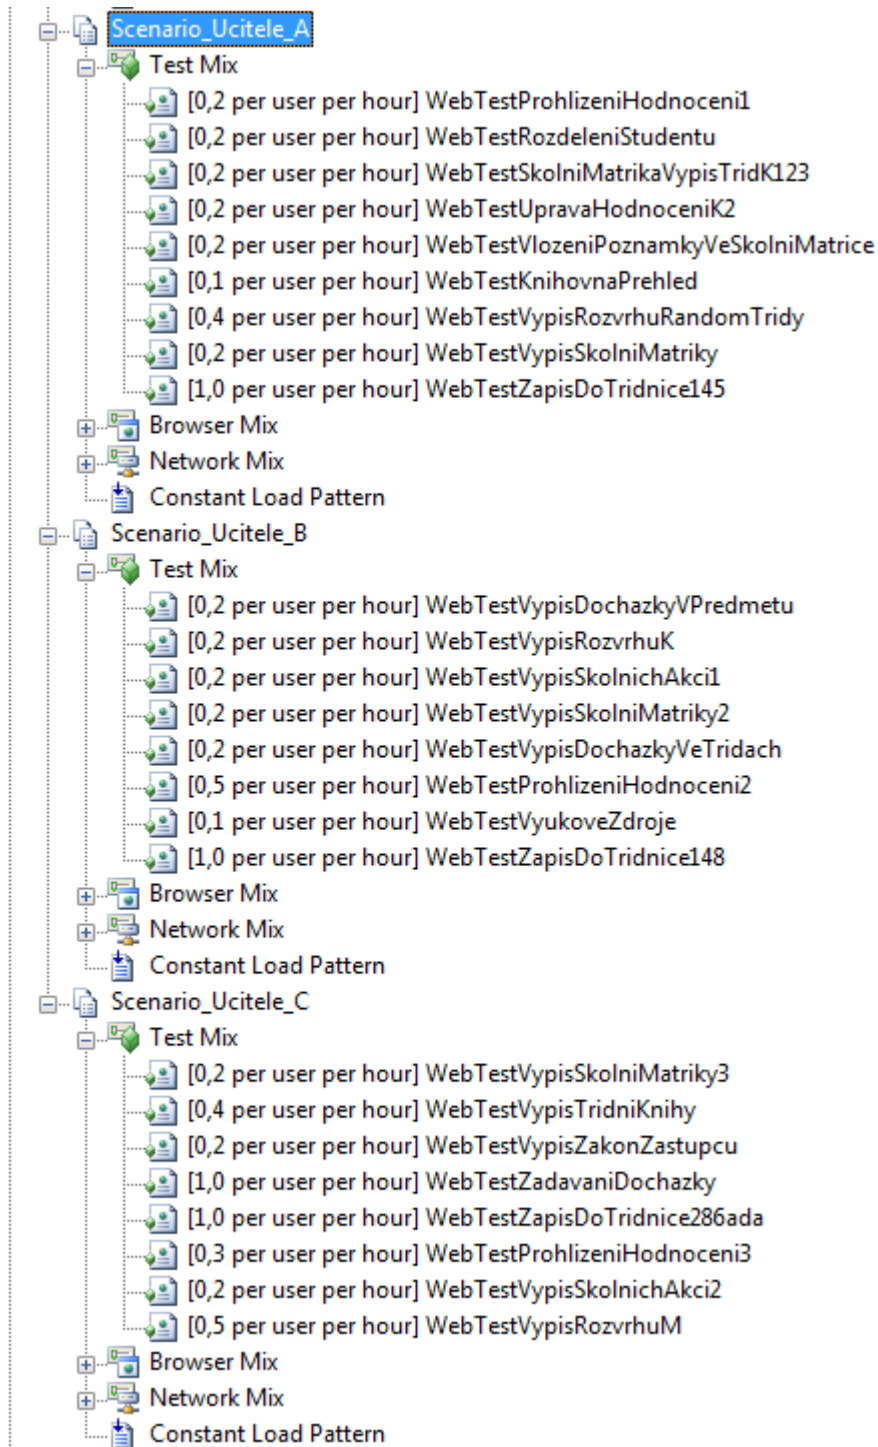 Scenario_Ucitele_A
Test Mix
[0,2 per user per hour] WebTestProhlizeniHodnoceni1
[0,2 per user per hour] WebTestRozdeleniStudentu
[0,2 per user per hour] WebTestSkolniMatrikaVypisTridK123
[0,2 per user per hour] WebTestUpravaHodnoceniK2
[0,2 per user per hour] WebTestVlozeniPoznamkyVeSkolniMatrice
[0,1 per user per hour] WebTestKnihovnaPrehled
[0,4 per user per hour] WebTestVypisRozvrhuRandomTridy
[0,2 per user per hour] WebTestVypisSkolniMatriky
[1,0 per user per hour] WebTestZapisDoTridnice145
Browser Mix
Network Mix
Constant Load Pattern
Scenario_Ucitele_B
Test Mix
[0,2 per user per hour] WebTestVypisDochazkyVPredmetu
[0,2 per user per hour] WebTestVypisRozvrhuK
[0,2 per user per hour] WebTestVypisSkolnichAkci1
[0,2 per user per hour] WebTestVypisSkolniMatriky2
[0,2 per user per hour] WebTestVypisDochazkyVeTridach
[0,5 per user per hour] WebTestProhlizeniHodnoceni2
[0,1 per user per hour] WebTestVyukoveZdroje
[1,0 per user per hour] WebTestZapisDoTridnice148
Browser Mix
Network Mix
Constant Load Pattern
Scenario_Ucitele_C
Test Mix
[0,2 per user per hour] WebTestVypisSkolniMatriky3
[0,4 per user per hour] WebTestVypisTridniKnihy
[0,2 per user per hour] WebTestVypisZakonZastupcu
[1,0 per user per hour] WebTestZadavaniDochazky
[1,0 per user per hour] WebTestZapisDoTridnice286ada
[0,3 per user per hour] WebTestProhlizeniHodnoceni3
[0,2 per user per hour] WebTestVypisSkolnichAkci2
[0,5 per user per hour] WebTestVypisRozvrhuM
Browser Mix
Network Mix
Constant Load Pattern